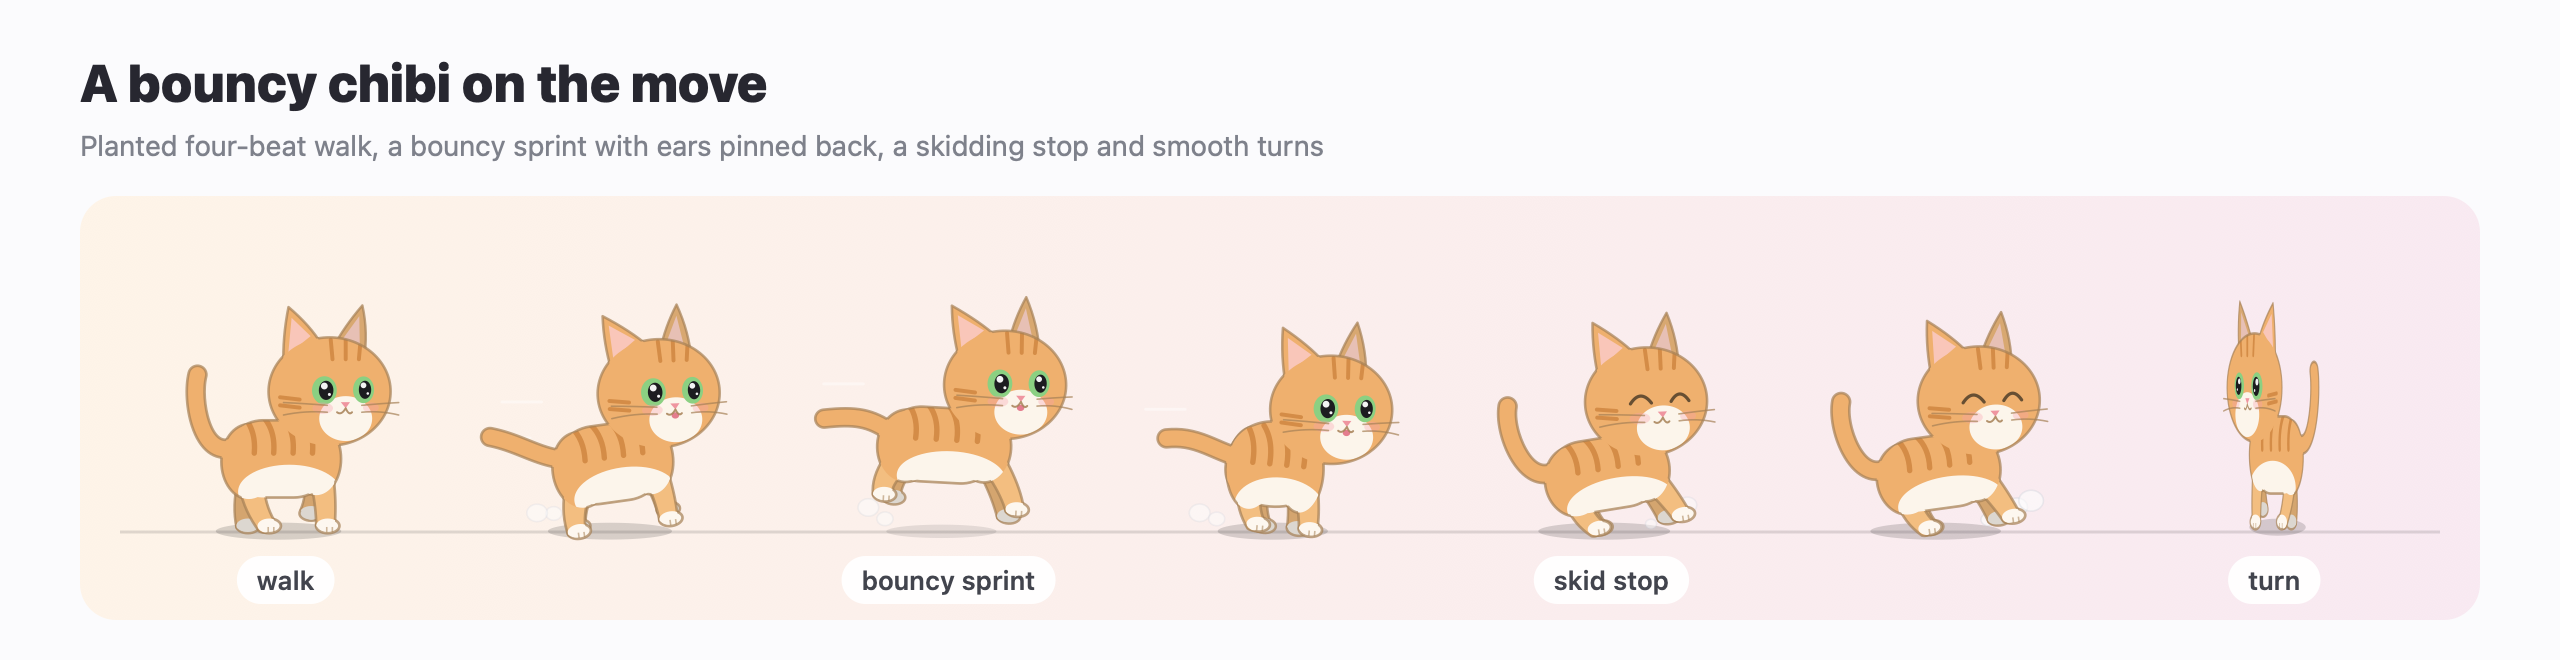 A bouncy chibi on the move
Planted four-beat walk, a bouncy sprint with ears pinned back, a skidding stop and smooth turns
walk
bouncy sprint
skid stop
turn